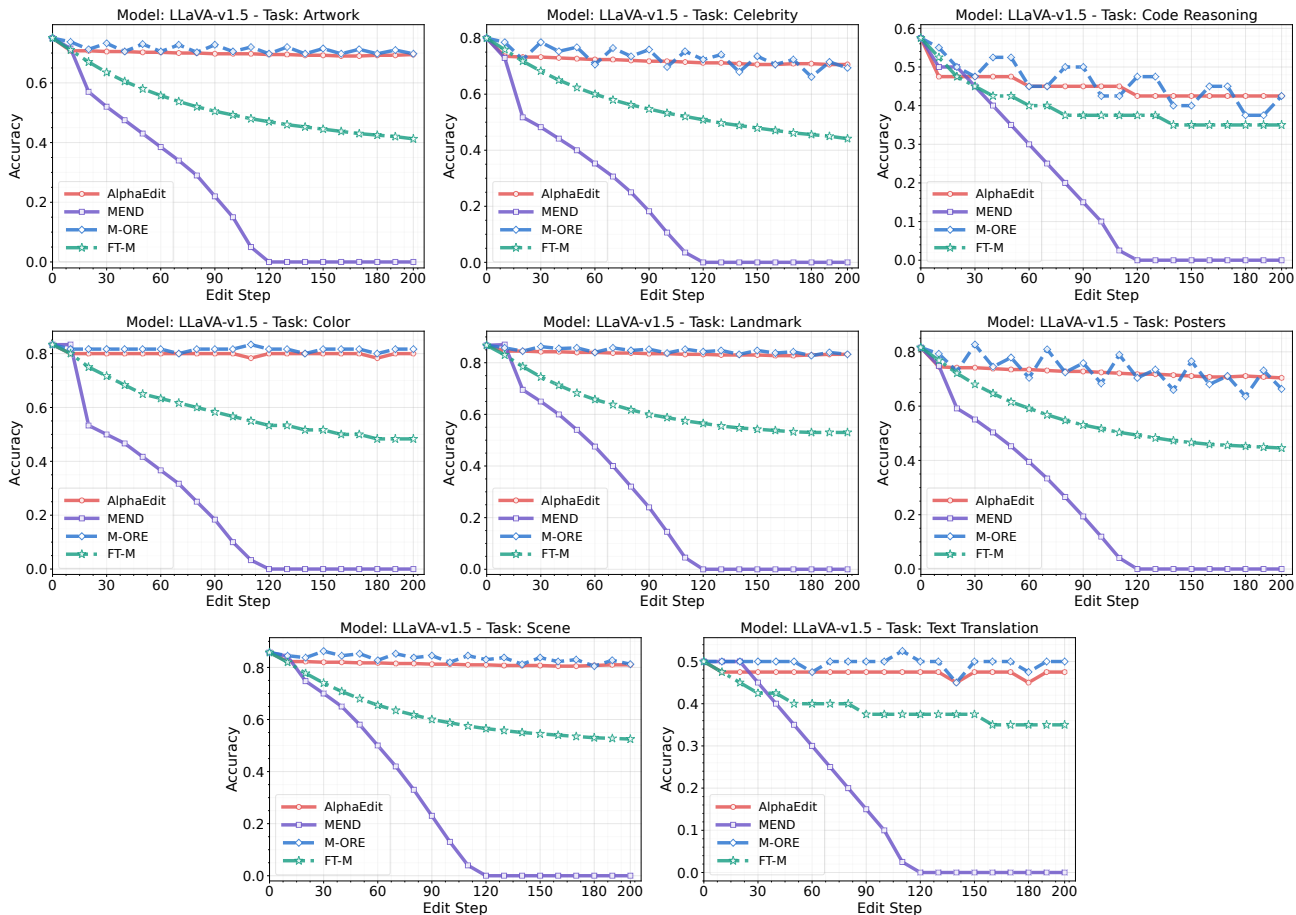 Model: LLaVA-v1.5 - Task: Artwork
Accuracy
0.6
0.4
0.2
0.0
AlphaEdit
MEND
M-ORE
FT-M
0 30 60 90 120 150 180 200
Edit Step
Model: LLaVA-v1.5 - Task: Celebrity
Accuracy
0.8
0.6
0.4
0.2
0.0
AlphaEdit
MEND
M-ORE
FT-M
0 30 60 90 120 150 180 200
Edit Step
Model: LLaVA-v1.5 - Task: Code Reasoning
Accuracy
0.6
0.5
0.4
0.3
0.2
0.1
0.0
AlphaEdit
MEND
M-ORE
FT-M
0 30 60 90 120 150 180 200
Edit Step
Model: LLaVA-v1.5 - Task: Color
Accuracy
0.8
0.6
0.4
0.2
0.0
AlphaEdit
MEND
M-ORE
FT-M
0 30 60 90 120 150 180 200
Edit Step
Model: LLaVA-v1.5 - Task: Landmark
Accuracy
0.8
0.6
0.4
0.2
0.0
AlphaEdit
MEND
M-ORE
FT-M
0 30 60 90 120 150 180 200
Edit Step
Model: LLaVA-v1.5 - Task: Posters
Accuracy
0.8
0.6
0.4
0.2
0.0
AlphaEdit
MEND
M-ORE
FT-M
0 30 60 90 120 150 180 200
Edit Step
Model: LLaVA-v1.5 - Task: Scene
Accuracy
0.8
0.6
0.4
0.2
0.0
AlphaEdit
MEND
M-ORE
FT-M
0 30 60 90 120 150 180 200
Edit Step
Model: LLaVA-v1.5 - Task: Text Translation
Accuracy
0.5
0.4
0.3
0.2
0.1
0.0
AlphaEdit
MEND
M-ORE
FT-M
0 30 60 90 120 150 180 200
Edit Step